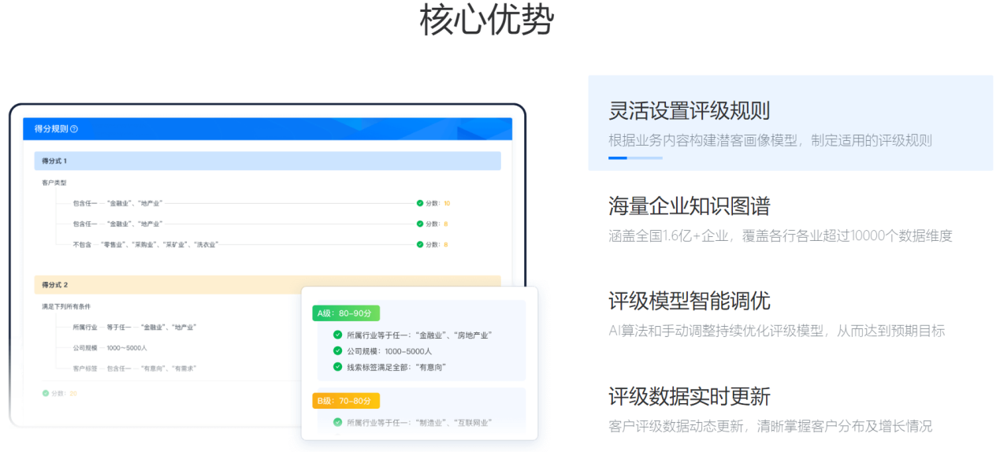 核心优势
得分规则
得分式 1
客户类型
包含任一 “金融业”、“地产业” 分数：10
包含任一 “金融业”、“地产业” 分数：8
不包含 “零售业”、“采购业”、“采矿业”、“洗衣业” 分数：8
得分式 2
满足下列所有条件
所属行业 等于任一 “金融业”、“地产业”
公司规模 1000～5000人
客户标签 包含任一 “有意向”、“有需求”
分数：20
A级：80-90分
所属行业等于任一：“金融业”、“房地产业”
公司规模：1000-5000人
线索标签满足全部：“有意向”
B级：70-80分
所属行业等于任一：“制造业”、“互联网业”
灵活设置评级规则
根据业务内容构建潜客画像模型，制定适用的评级规则
海量企业知识图谱
涵盖全国1.6亿+企业，覆盖各行各业超过10000个数据维度
评级模型智能调优
AI算法和手动调整持续优化评级模型，从而达到预期目标
评级数据实时更新
客户评级数据动态更新，清晰掌握客户分布及增长情况